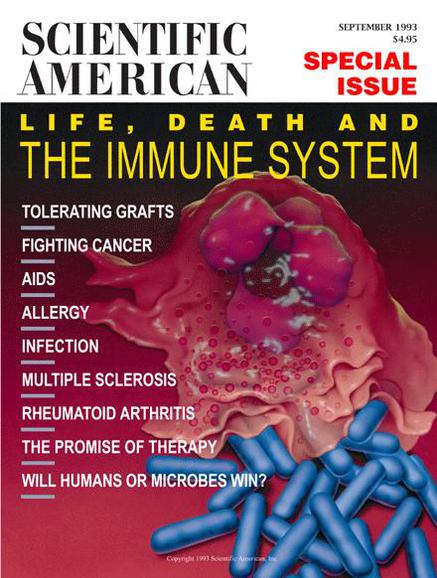 SCIENTIFIC
AMERICAN
SEPTEMBER 1993
$4.95
SPECIAL
ISSUE
LIFE, DEATH AND
THE IMMUNE SYSTEM
TOLERATING GRAFTS
FIGHTING CANCER
AIDS
ALLERGY
INFECTION
MULTIPLE SCLEROSIS
RHEUMATOID ARTHRITIS
THE PROMISE OF THERAPY
WILL HUMANS OR MICROBES WIN?
Copyright 1993 Scientific American, Inc.